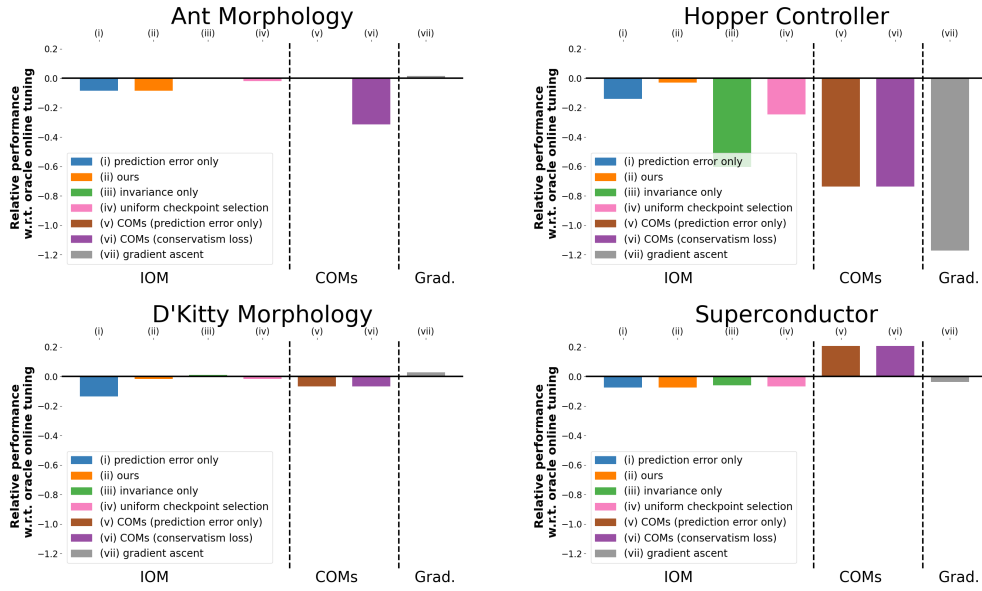 Ant Morphology
(i) (ii) (iii) (iv) (v) (vi) (vii)
0.2
0.0
−0.2
−0.4
−0.6
−0.8
−1.0
−1.2
Relative performance
w.r.t. oracle online tuning
(i) prediction error only
(ii) ours
(iii) invariance only
(iv) uniform checkpoint selection
(v) COMs (prediction error only)
(vi) COMs (conservatism loss)
(vii) gradient ascent
IOM COMs Grad.
Hopper Controller
(i) (ii) (iii) (iv) (v) (vi) (vii)
0.2
0.0
−0.2
−0.4
−0.6
−0.8
−1.0
−1.2
Relative performance
w.r.t. oracle online tuning
(i) prediction error only
(ii) ours
(iii) invariance only
(iv) uniform checkpoint selection
(v) COMs (prediction error only)
(vi) COMs (conservatism loss)
(vii) gradient ascent
IOM COMs Grad.
D'Kitty Morphology
(i) (ii) (iii) (iv) (v) (vi) (vii)
0.2
0.0
−0.2
−0.4
−0.6
−0.8
−1.0
−1.2
Relative performance
w.r.t. oracle online tuning
(i) prediction error only
(ii) ours
(iii) invariance only
(iv) uniform checkpoint selection
(v) COMs (prediction error only)
(vi) COMs (conservatism loss)
(vii) gradient ascent
IOM COMs Grad.
Superconductor
(i) (ii) (iii) (iv) (v) (vi) (vii)
0.2
0.0
−0.2
−0.4
−0.6
−0.8
−1.0
−1.2
Relative performance
w.r.t. oracle online tuning
(i) prediction error only
(ii) ours
(iii) invariance only
(iv) uniform checkpoint selection
(v) COMs (prediction error only)
(vi) COMs (conservatism loss)
(vii) gradient ascent
IOM COMs Grad.